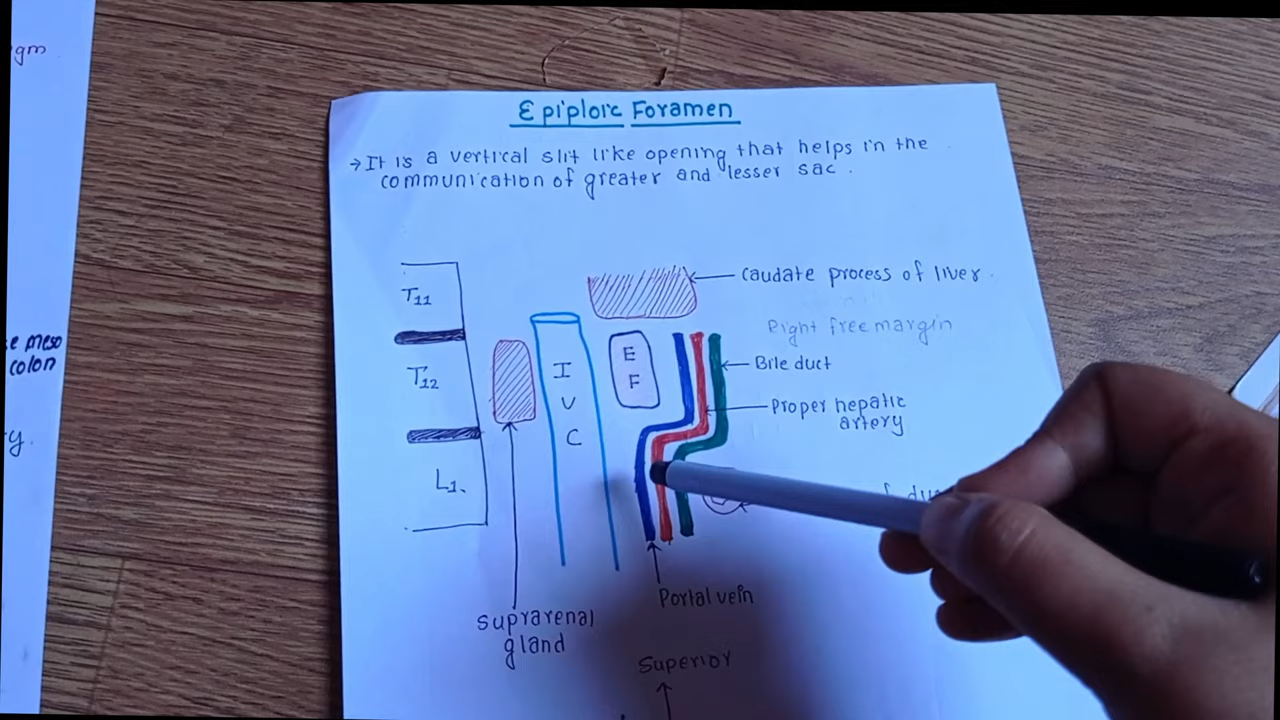 gm
Epiploic Foramen
→ It is a vertical slit like opening that helps in the
communication of greater and lesser sac.
T11
T12
L1.
caudate process of liver
Right free margin
E
F
I
V
C
Bile duct
Proper hepatic
artery
Portal vein
suprarenal
gland
Superior
e meso
colon
y.